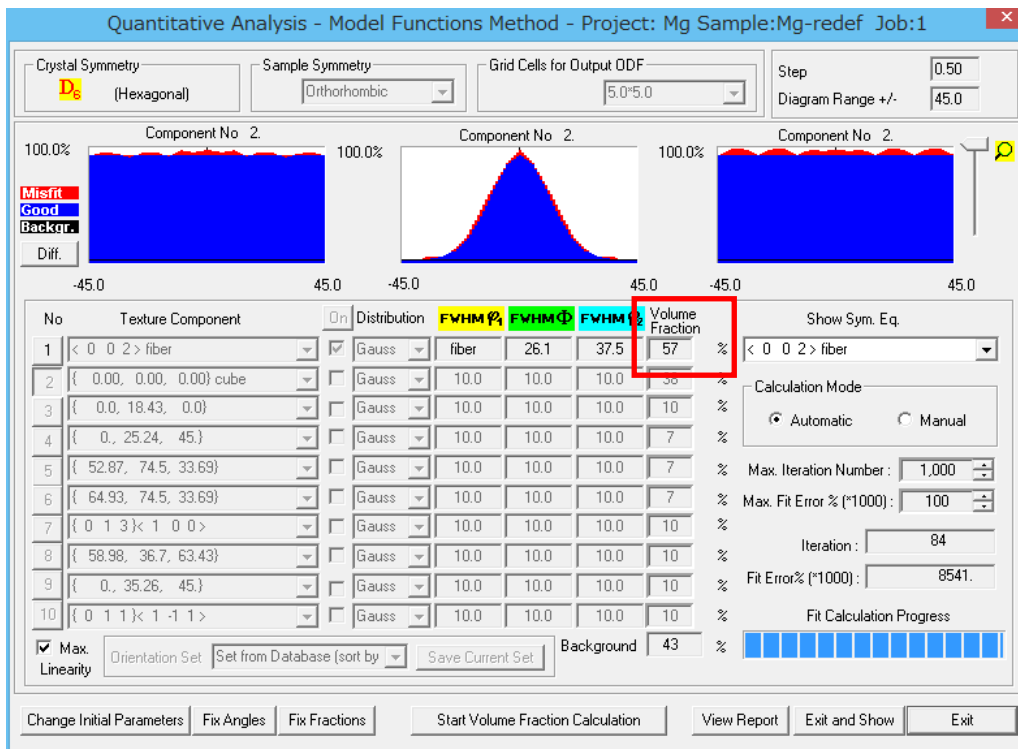 Quantitative Analysis - Model Functions Method - Project: Mg Sample:Mg-redef Job:1
Crystal Symmetry
D6 (Hexagonal)
Sample Symmetry
Orthorhombic
Grid Cells for Output ODF
5.0*5.0
Step 0.50
Diagram Range +/- 45.0
Component No 2.
Component No 2.
Component No 2.
100.0%
100.0%
100.0%
Misfit
Good
Backgr.
Diff.
-45.0 45.0
-45.0 45.0
-45.0 45.0
No Texture Component On Distribution FWHM φ1 FWHM Φ FWHM φ2 Volume Fraction
1 < 0 0 2 > fiber Gauss fiber 26.1 37.5 57 %
2 { 0.00, 0.00, 0.00} cube Gauss 10.0 10.0 10.0 38 %
3 { 0.0, 18.43, 0.0} Gauss 10.0 10.0 10.0 10 %
4 { 0., 25.24, 45.} Gauss 10.0 10.0 10.0 7 %
5 { 52.87, 74.5, 33.69} Gauss 10.0 10.0 10.0 7 %
6 { 64.93, 74.5, 33.69} Gauss 10.0 10.0 10.0 7 %
7 { 0 1 3 }< 1 0 0 > Gauss 10.0 10.0 10.0 10 %
8 { 58.98, 36.7, 63.43} Gauss 10.0 10.0 10.0 10 %
9 { 0., 35.26, 45.} Gauss 10.0 10.0 10.0 10 %
10 { 0 1 1 }< 1 -1 1 > Gauss 10.0 10.0 10.0 10 %
Show Sym. Eq.
< 0 0 2 > fiber
Calculation Mode
Automatic Manual
Max. Iteration Number : 1,000
Max. Fit Error % (*1000) : 100
Iteration : 84
Fit Error% (*1000) : 8541.
Fit Calculation Progress
Max. Linearity
Orientation Set Set from Database (sort by
Save Current Set
Background 43 %
Change Initial Parameters
Fix Angles
Fix Fractions
Start Volume Fraction Calculation
View Report
Exit and Show
Exit